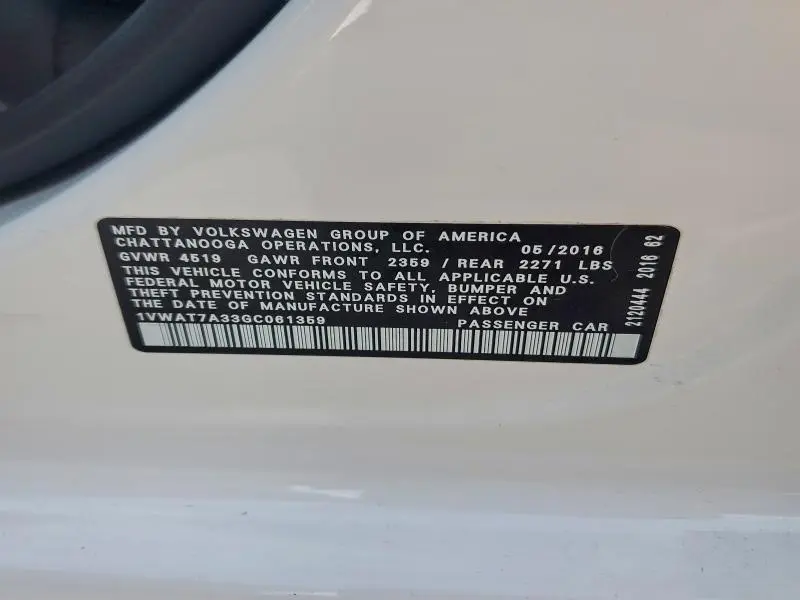 MFD BY VOLKSWAGEN GROUP OF AMERICA
CHATTANOOGA OPERATIONS, LLC. 05/2016
GVWR 4519 GAWR FRONT 2359 / REAR 2271 LBS
THIS VEHICLE CONFORMS TO ALL APPLICABLE U.S.
FEDERAL MOTOR VEHICLE SAFETY, BUMPER AND
THEFT PREVENTION STANDARDS IN EFFECT ON
THE DATE OF MANUFACTURE SHOWN ABOVE
1VWAT7A33GC061359 PASSENGER CAR
2120444 2016 62